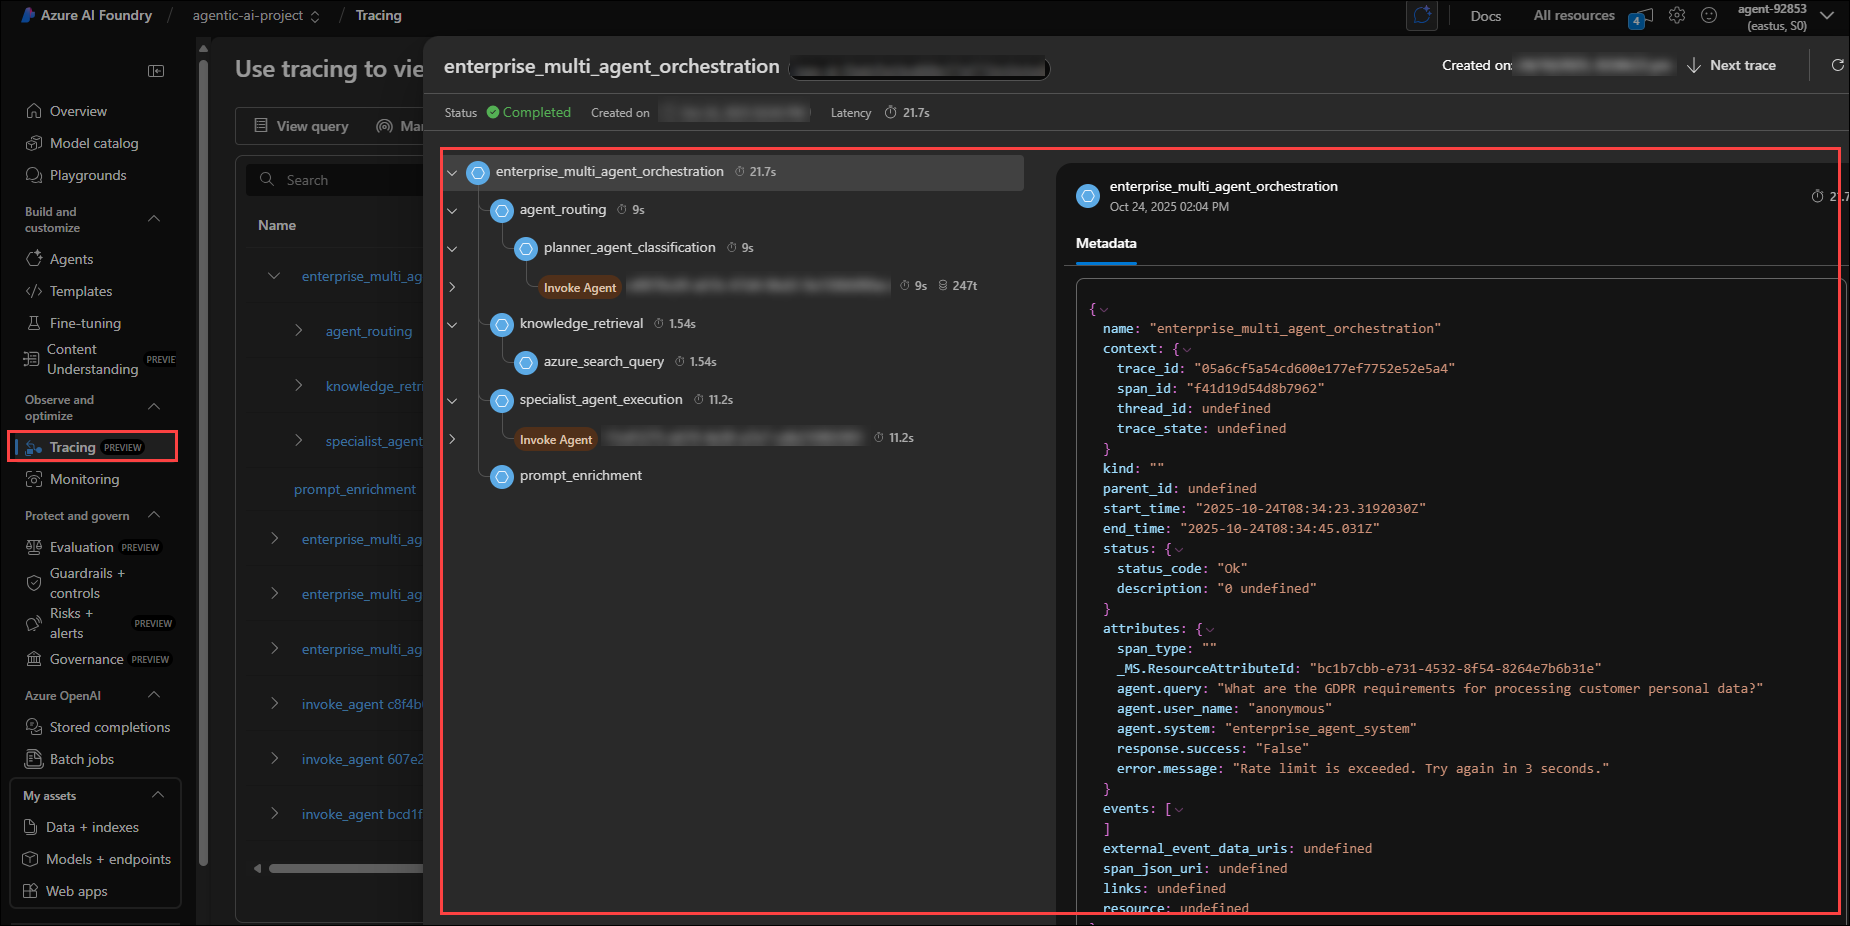 Azure AI Foundry / agentic-ai-project / Tracing
Docs All resources 4 agent-92853
(eastus, S0)
Overview
Model catalog
Playgrounds
Build and
customize
Agents
Templates
Fine-tuning
Content
Understanding PREVIE
Observe and
optimize
Tracing PREVIEW
Monitoring
Protect and govern
Evaluation PREVIEW
Guardrails +
controls
Risks +
alerts PREVIEW
Governance PREVIEW
Azure OpenAI
Stored completions
Batch jobs
My assets
Data + indexes
Models + endpoints
Web apps
Use tracing to vie
View query Mar
Search
Name
enterprise_multi_ag
agent_routing
knowledge_retri
specialist_agent
prompt_enrichment
enterprise_multi_ag
enterprise_multi_ag
enterprise_multi_ag
invoke_agent c8f4b
invoke_agent 607e2
invoke_agent bcd1f
enterprise_multi_agent_orchestration
Created on: Next trace
Status Completed Created on Latency 21.7s
enterprise_multi_agent_orchestration 21.7s
agent_routing 9s
planner_agent_classification 9s
Invoke Agent 9s 247t
knowledge_retrieval 1.54s
azure_search_query 1.54s
specialist_agent_execution 11.2s
Invoke Agent 11.2s
prompt_enrichment
enterprise_multi_agent_orchestration
Oct 24, 2025 02:04 PM 21.7
Metadata
{
name: "enterprise_multi_agent_orchestration"
context: {
trace_id: "05a6cf5a54cd600e177ef7752e52e5a4"
span_id: "f41d19d54d8b7962"
thread_id: undefined
trace_state: undefined
}
kind: ""
parent_id: undefined
start_time: "2025-10-24T08:34:23.3192030Z"
end_time: "2025-10-24T08:34:45.031Z"
status: {
status_code: "Ok"
description: "0 undefined"
}
attributes: {
span_type: ""
_MS.ResourceAttributeId: "bc1b7cbb-e731-4532-8f54-8264e7b6b31e"
agent.query: "What are the GDPR requirements for processing customer personal data?"
agent.user_name: "anonymous"
agent.system: "enterprise_agent_system"
response.success: "False"
error.message: "Rate limit is exceeded. Try again in 3 seconds."
}
events: [
]
external_event_data_uris: undefined
span_json_uri: undefined
links: undefined
resource: undefined